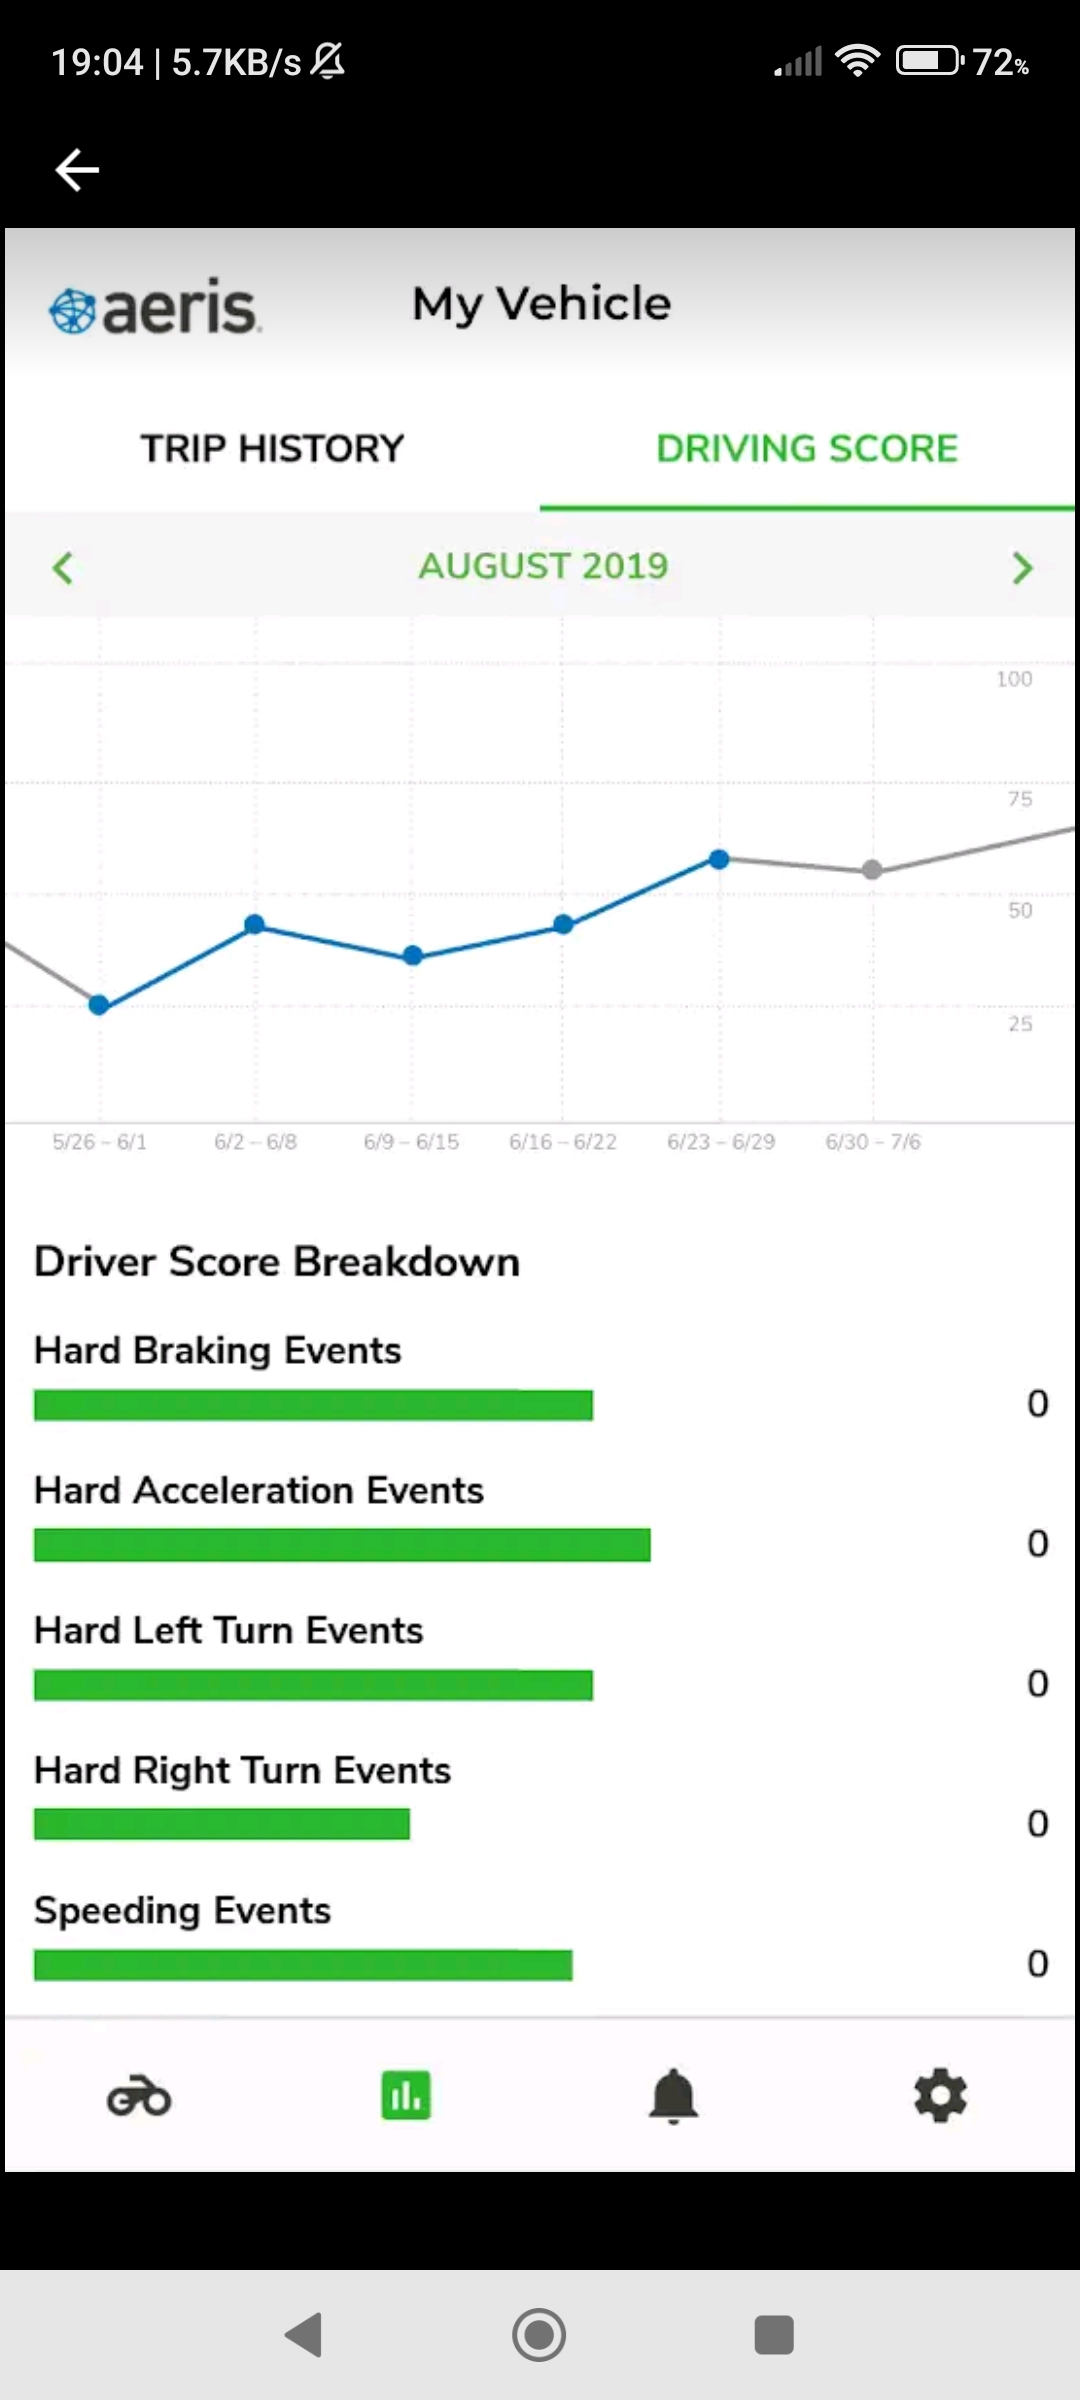 19:04 | 5.7KB/s 72%
aeris.
My Vehicle
TRIP HISTORY DRIVING SCORE
AUGUST 2019
100
75
50
25
5/26 – 6/1 6/2 – 6/8 6/9 – 6/15 6/16 – 6/22 6/23 – 6/29 6/30 – 7/6
Driver Score Breakdown
Hard Braking Events
0
Hard Acceleration Events
0
Hard Left Turn Events
0
Hard Right Turn Events
0
Speeding Events
0